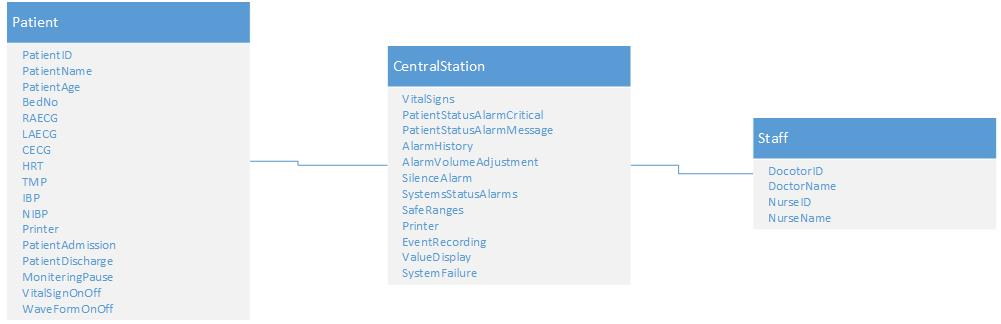 Patient
PatientID
PatientName
PatientAge
BedNo
RAECG
LAECG
CECG
HRT
TMP
IBP
NIBP
Printer
PatientAdmission
PatientDischarge
MoniteringPause
VitalSignOnOff
WaveFormOnOff
CentralStation
VitalSigns
PatientStatusAlarmCritical
PatientStatusAlarmMessage
AlarmHistory
AlarmVolumeAdjustment
SilenceAlarm
SystemsStatusAlarms
SafeRanges
Printer
EventRecording
ValueDisplay
SystemFailure
Staff
DocotorID
DoctorName
NurseID
NurseName